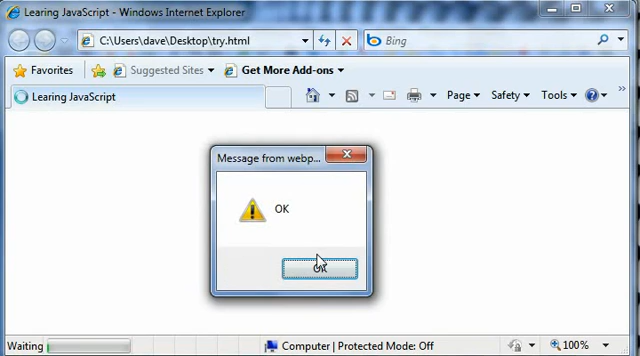 Learing JavaScript - Windows Internet Explorer
C:\Users\dave\Desktop\try.html
Bing
Favorites
Suggested Sites
Get More Add-ons
Learing JavaScript
Page
Safety
Tools
Message from webp...
OK
OK
Waiting
Computer | Protected Mode: Off
100%